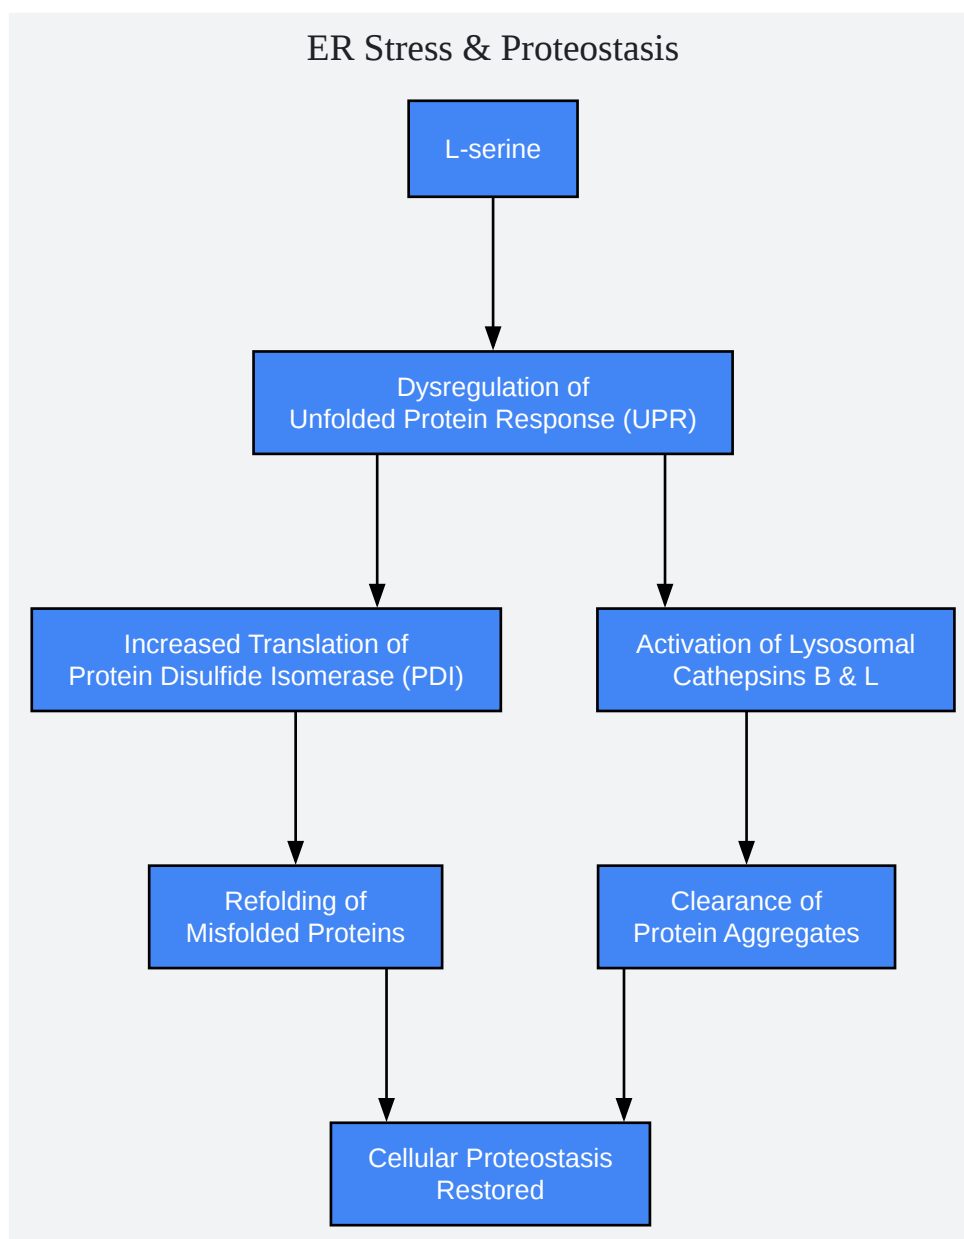 ER Stress & Proteostasis
L-serine
Dysregulation of
Unfolded Protein Response (UPR)
Increased Translation of
Protein Disulfide Isomerase (PDI)
Activation of Lysosomal
Cathepsins B & L
Refolding of
Misfolded Proteins
Clearance of
Protein Aggregates
Cellular Proteostasis
Restored